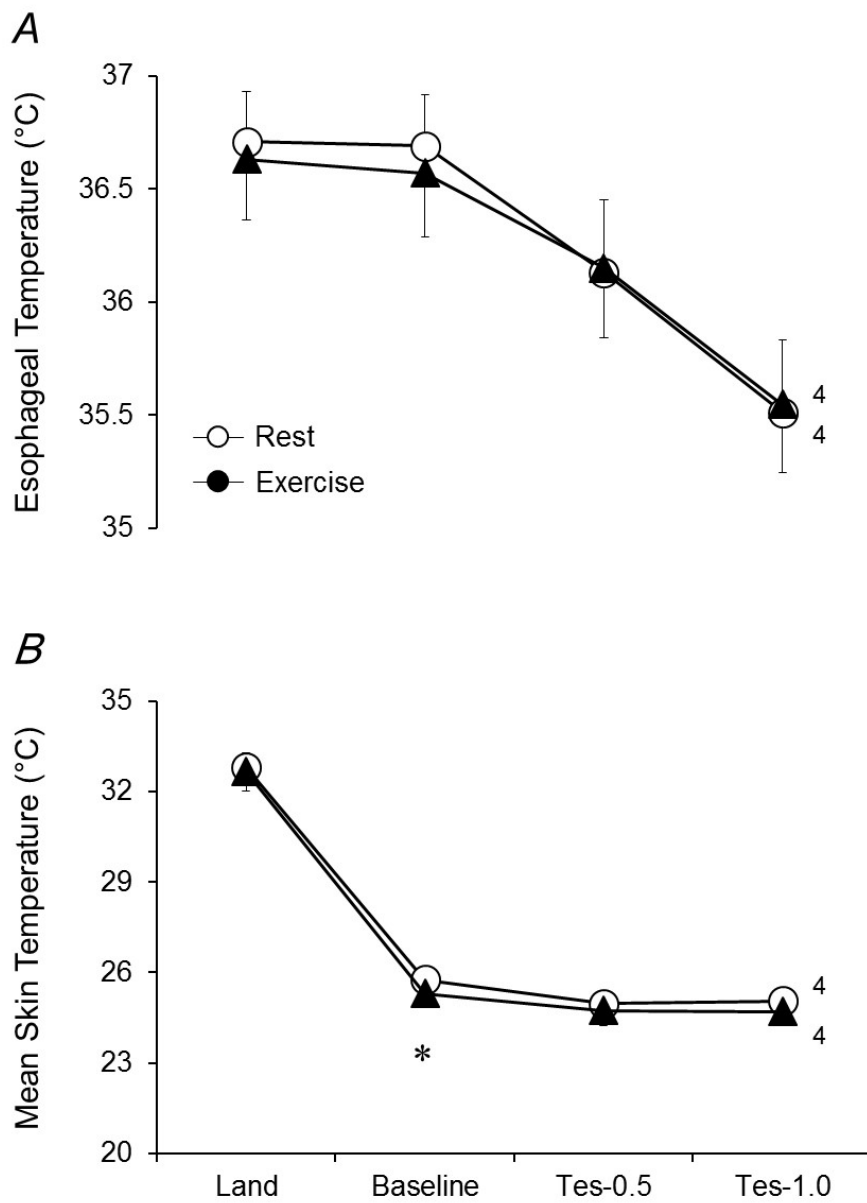 A
Esophageal Temperature (°C)
37
36.5
36
35.5
35
4
4
Rest
Exercise
B
Mean Skin Temperature (°C)
35
32
29
26
23
20
4
4
*
Land Baseline Tes-0.5 Tes-1.0